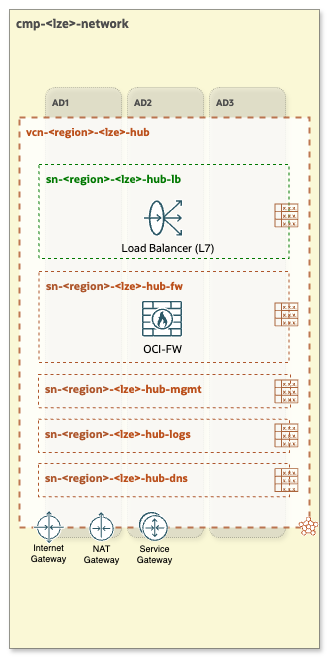 cmp-<lze>-network
AD1
AD2
AD3
vcn-<region>-<lze>-hub
sn-<region>-<lze>-hub-lb
Load Balancer (L7)
sn-<region>-<lze>-hub-fw
OCI-FW
sn-<region>-<lze>-hub-mgmt
sn-<region>-<lze>-hub-logs
sn-<region>-<lze>-hub-dns
Internet
Gateway
NAT
Gateway
Service
Gateway